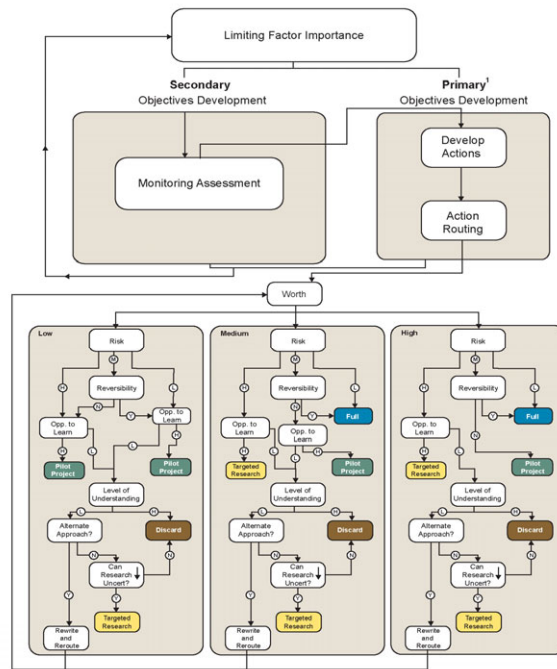 Limiting Factor Importance
Secondary
Objectives Development
Primary¹
Objectives Development
Monitoring Assessment
Develop
Actions
Action
Routing
Worth
Low
Risk
H
M
L
Reversibility
N
Y
Opp. to
Learn
Opp. to
Learn
H
L
L
H
Pilot
Project
Pilot
Project
Level of
Understanding
L
H
Alternate
Approach?
Discard
N
N
Y
Can
Research ↓
Uncert?
Y
Targeted
Research
Rewrite
and
Reroute
Medium
Risk
H
M
L
Reversibility
Y
Full
N
Opp. to
Learn
Opp. to
Learn
H
L
L
H
Targeted
Research
Pilot
Project
Level of
Understanding
L
H
Alternate
Approach?
Discard
N
N
Y
Can
Research ↓
Uncert?
Y
Targeted
Research
Rewrite
and
Reroute
High
Risk
H
M
L
Reversibility
Y
Full
N
Opp. to
Learn
H
L
Targeted
Research
Pilot
Project
Level of
Understanding
L
H
Alternate
Approach?
Discard
N
N
Y
Can
Research ↓
Uncert?
Y
Targeted
Research
Rewrite
and
Reroute